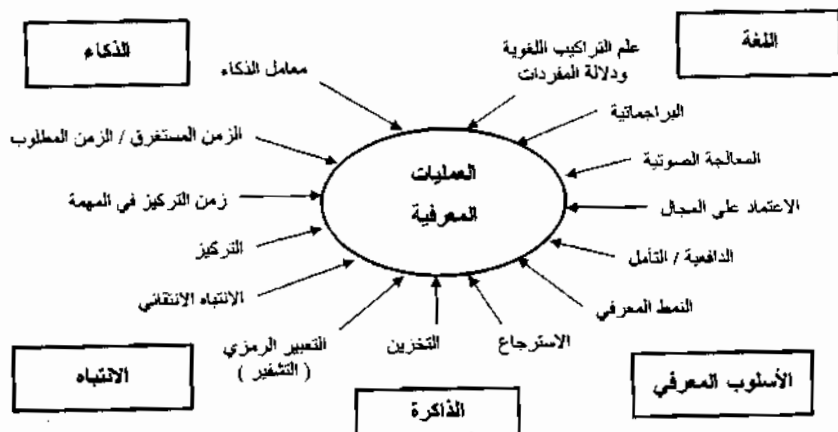 اللغة
الذكاء
علم التراكيب اللغوية
ودلالة المفردات
معامل الذكاء
البراجماتية
الزمن المستغرق / الزمن المطلوب
المعالجة الصوتية
العمليات
المعرفية
زمن التركيز في المهمة
الاعتماد على المجال
التركيز
الدافعية / التأمل
الانتباه الانتقائي
النمط المعرفي
الاسترجاع
التخزين
التعبير الرمزي
( التشفير )
الأسلوب المعرفي
الانتباه
الذاكرة